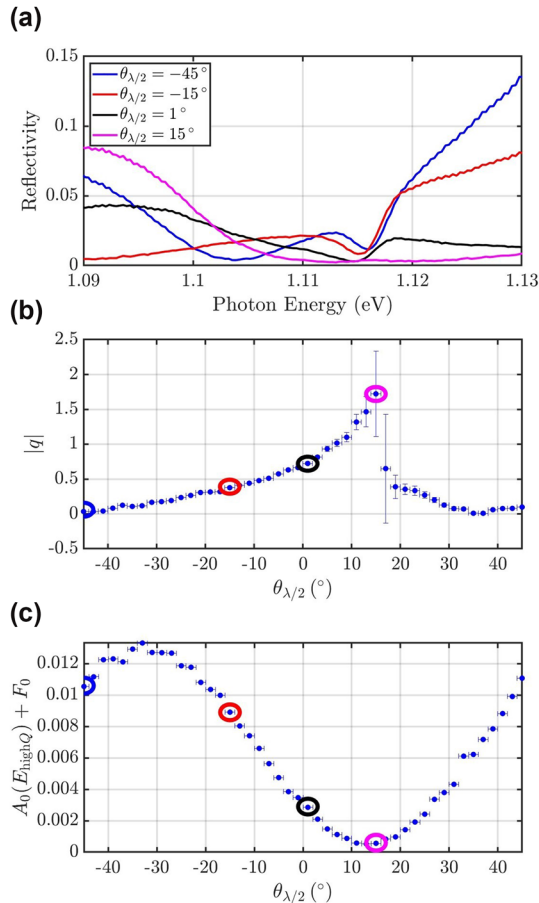 (a)
0.15
0.1
0.05
0
Reflectivity
θλ/2 = −45°
θλ/2 = −15°
θλ/2 = 1°
θλ/2 = 15°
1.09 1.1 1.11 1.12 1.13
Photon Energy (eV)
(b)
2.5
2
1.5
1
0.5
0
-0.5
|q|
-40 -30 -20 -10 0 10 20 30 40
θλ/2 (°)
(c)
0.012
0.01
0.008
0.006
0.004
0.002
0
A0(EhighQ) + F0
-40 -30 -20 -10 0 10 20 30 40
θλ/2 (°)